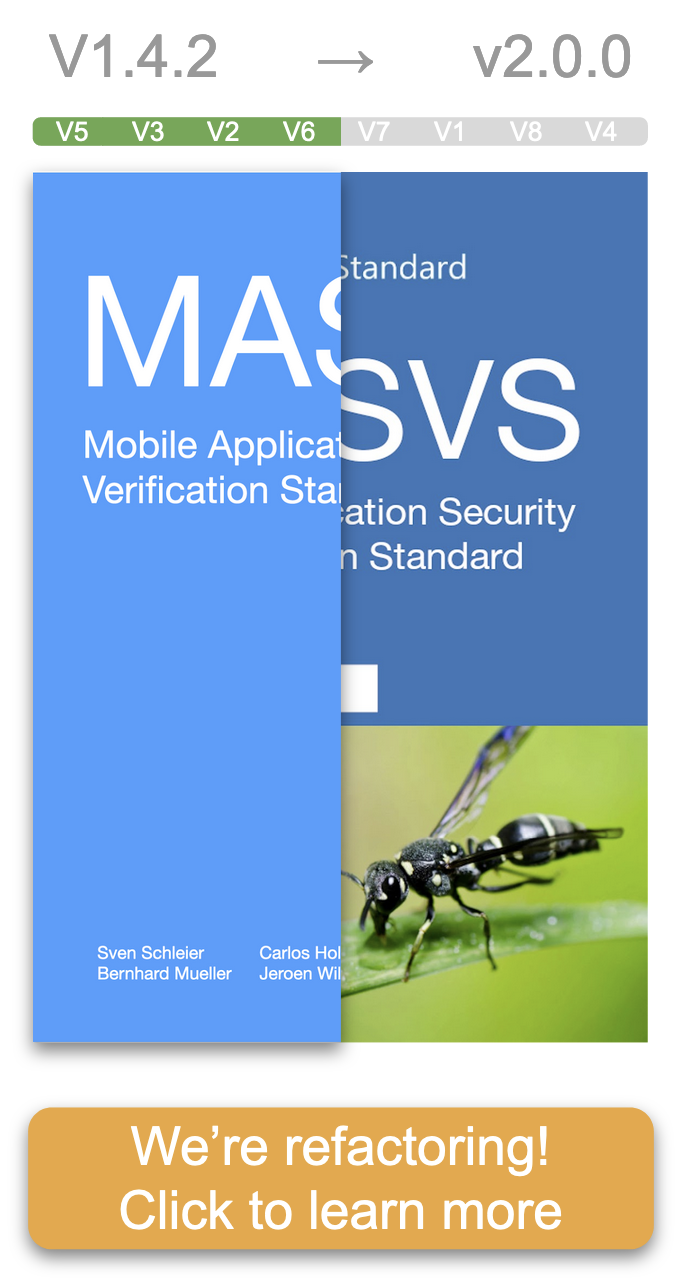 V1.4.2 → v2.0.0
V5 V3 V2 V6 V7 V1 V8 V4
MAS
Mobile Applicat
Verification Sta
Sven Schleier Carlos Hol
Bernhard Mueller Jeroen Wil
Standard
SVS
cation Security
n Standard
We’re refactoring!
Click to learn more